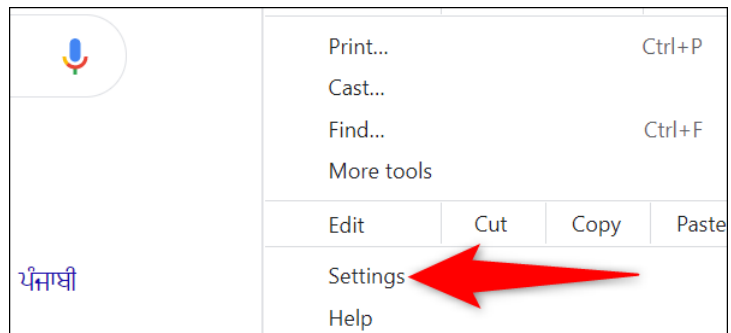 Print... Ctrl+P
Cast...
Find... Ctrl+F
More tools
Edit Cut Copy Paste
ਪੰਜਾਬੀ
Settings
Help